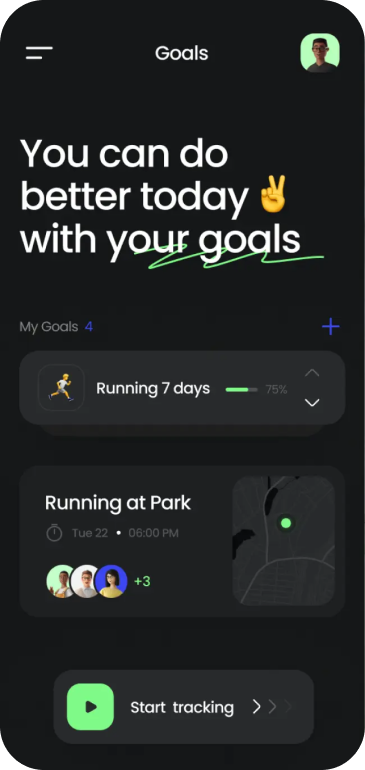 Goals
You can do
better today ✌️
with your goals
My Goals 4
Running 7 days 75%
Running at Park
Tue 22 • 06:00 PM
+3
Start tracking